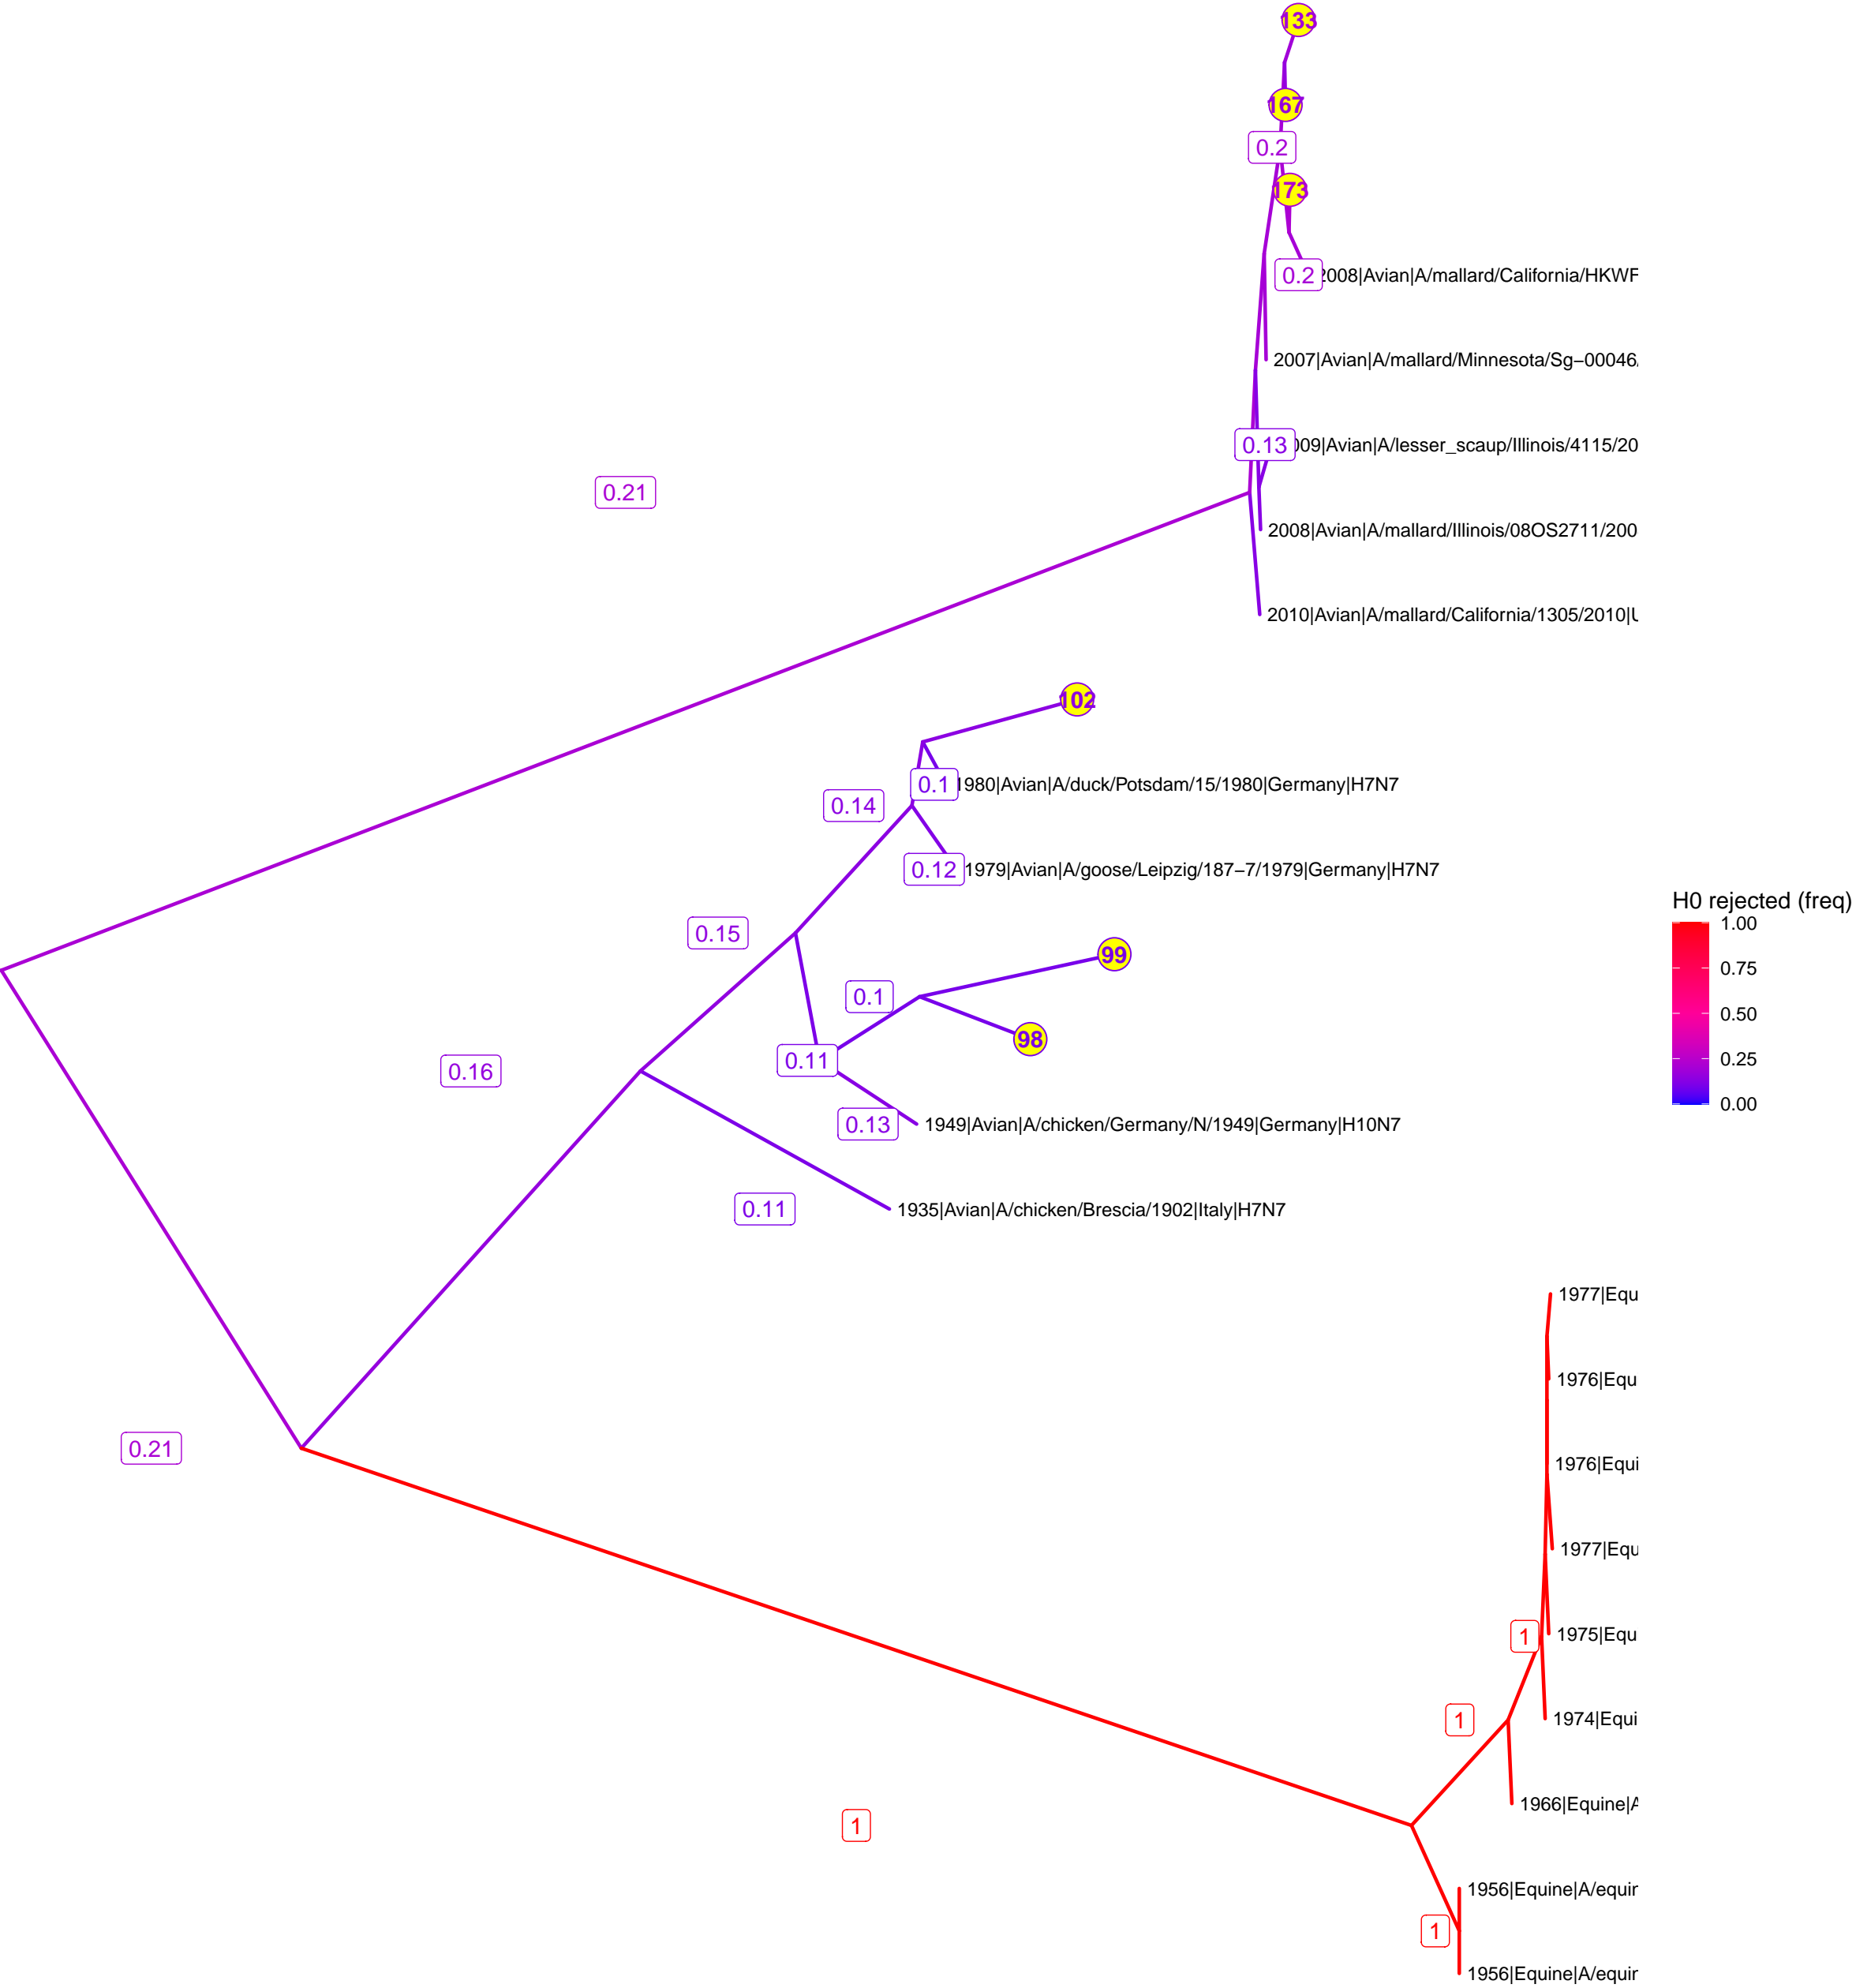 133
167
0.2
173
0.2 2008|Avian|A/mallard/California/HKWF
2007|Avian|A/mallard/Minnesota/Sg−00046
0.13 009|Avian|A/lesser_scaup/Illinois/4115/20
0.21
2008|Avian|A/mallard/Illinois/08OS2711/200
2010|Avian|A/mallard/California/1305/2010|
102
0.1 1980|Avian|A/duck/Potsdam/15/1980|Germany|H7N7
0.14
0.12 1979|Avian|A/goose/Leipzig/187−7/1979|Germany|H7N7
H0 rejected (freq)
1.00
0.75
0.50
0.25
0.00
0.15
99
0.1
98
0.11
0.16
0.13 1949|Avian|A/chicken/Germany/N/1949|Germany|H10N7
0.11 1935|Avian|A/chicken/Brescia/1902|Italy|H7N7
1977|Equ
1976|Equ
0.21
1976|Equi
1977|Equ
1 1975|Equ
1 1974|Equi
1966|Equine|A
1
1956|Equine|A/equir
1
1956|Equine|A/equir